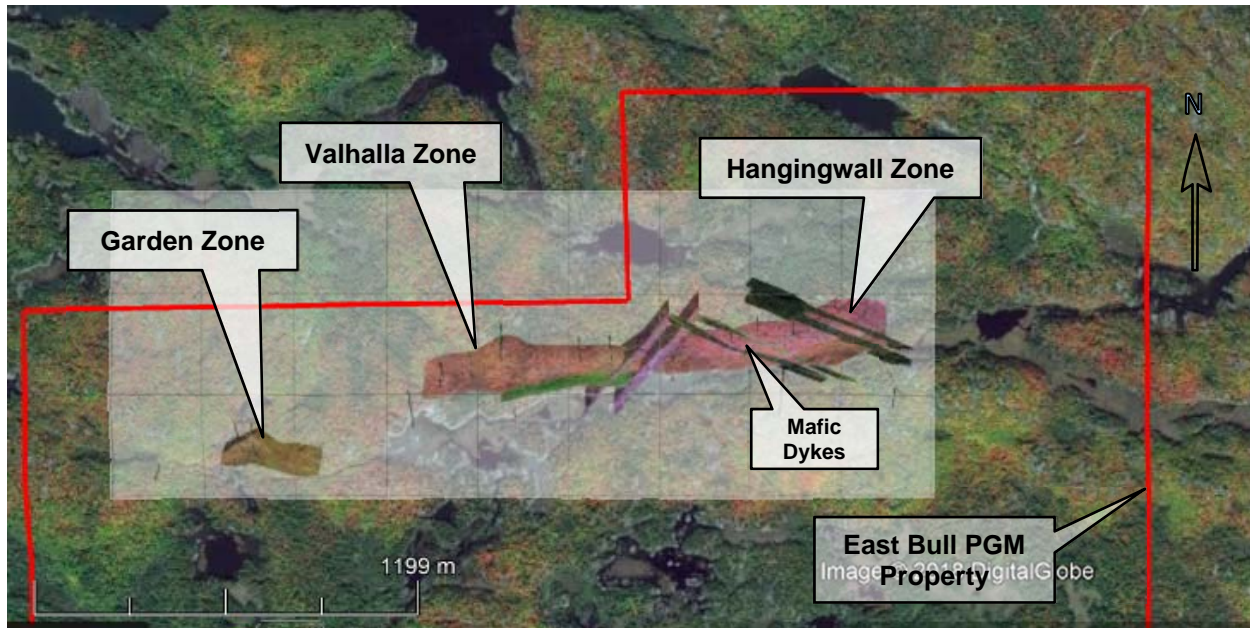 N
Valhalla Zone
Hangingwall Zone
Garden Zone
Mafic
Dykes
East Bull PGM
Property
1199 m
Image © 2018 DigitalGlobe